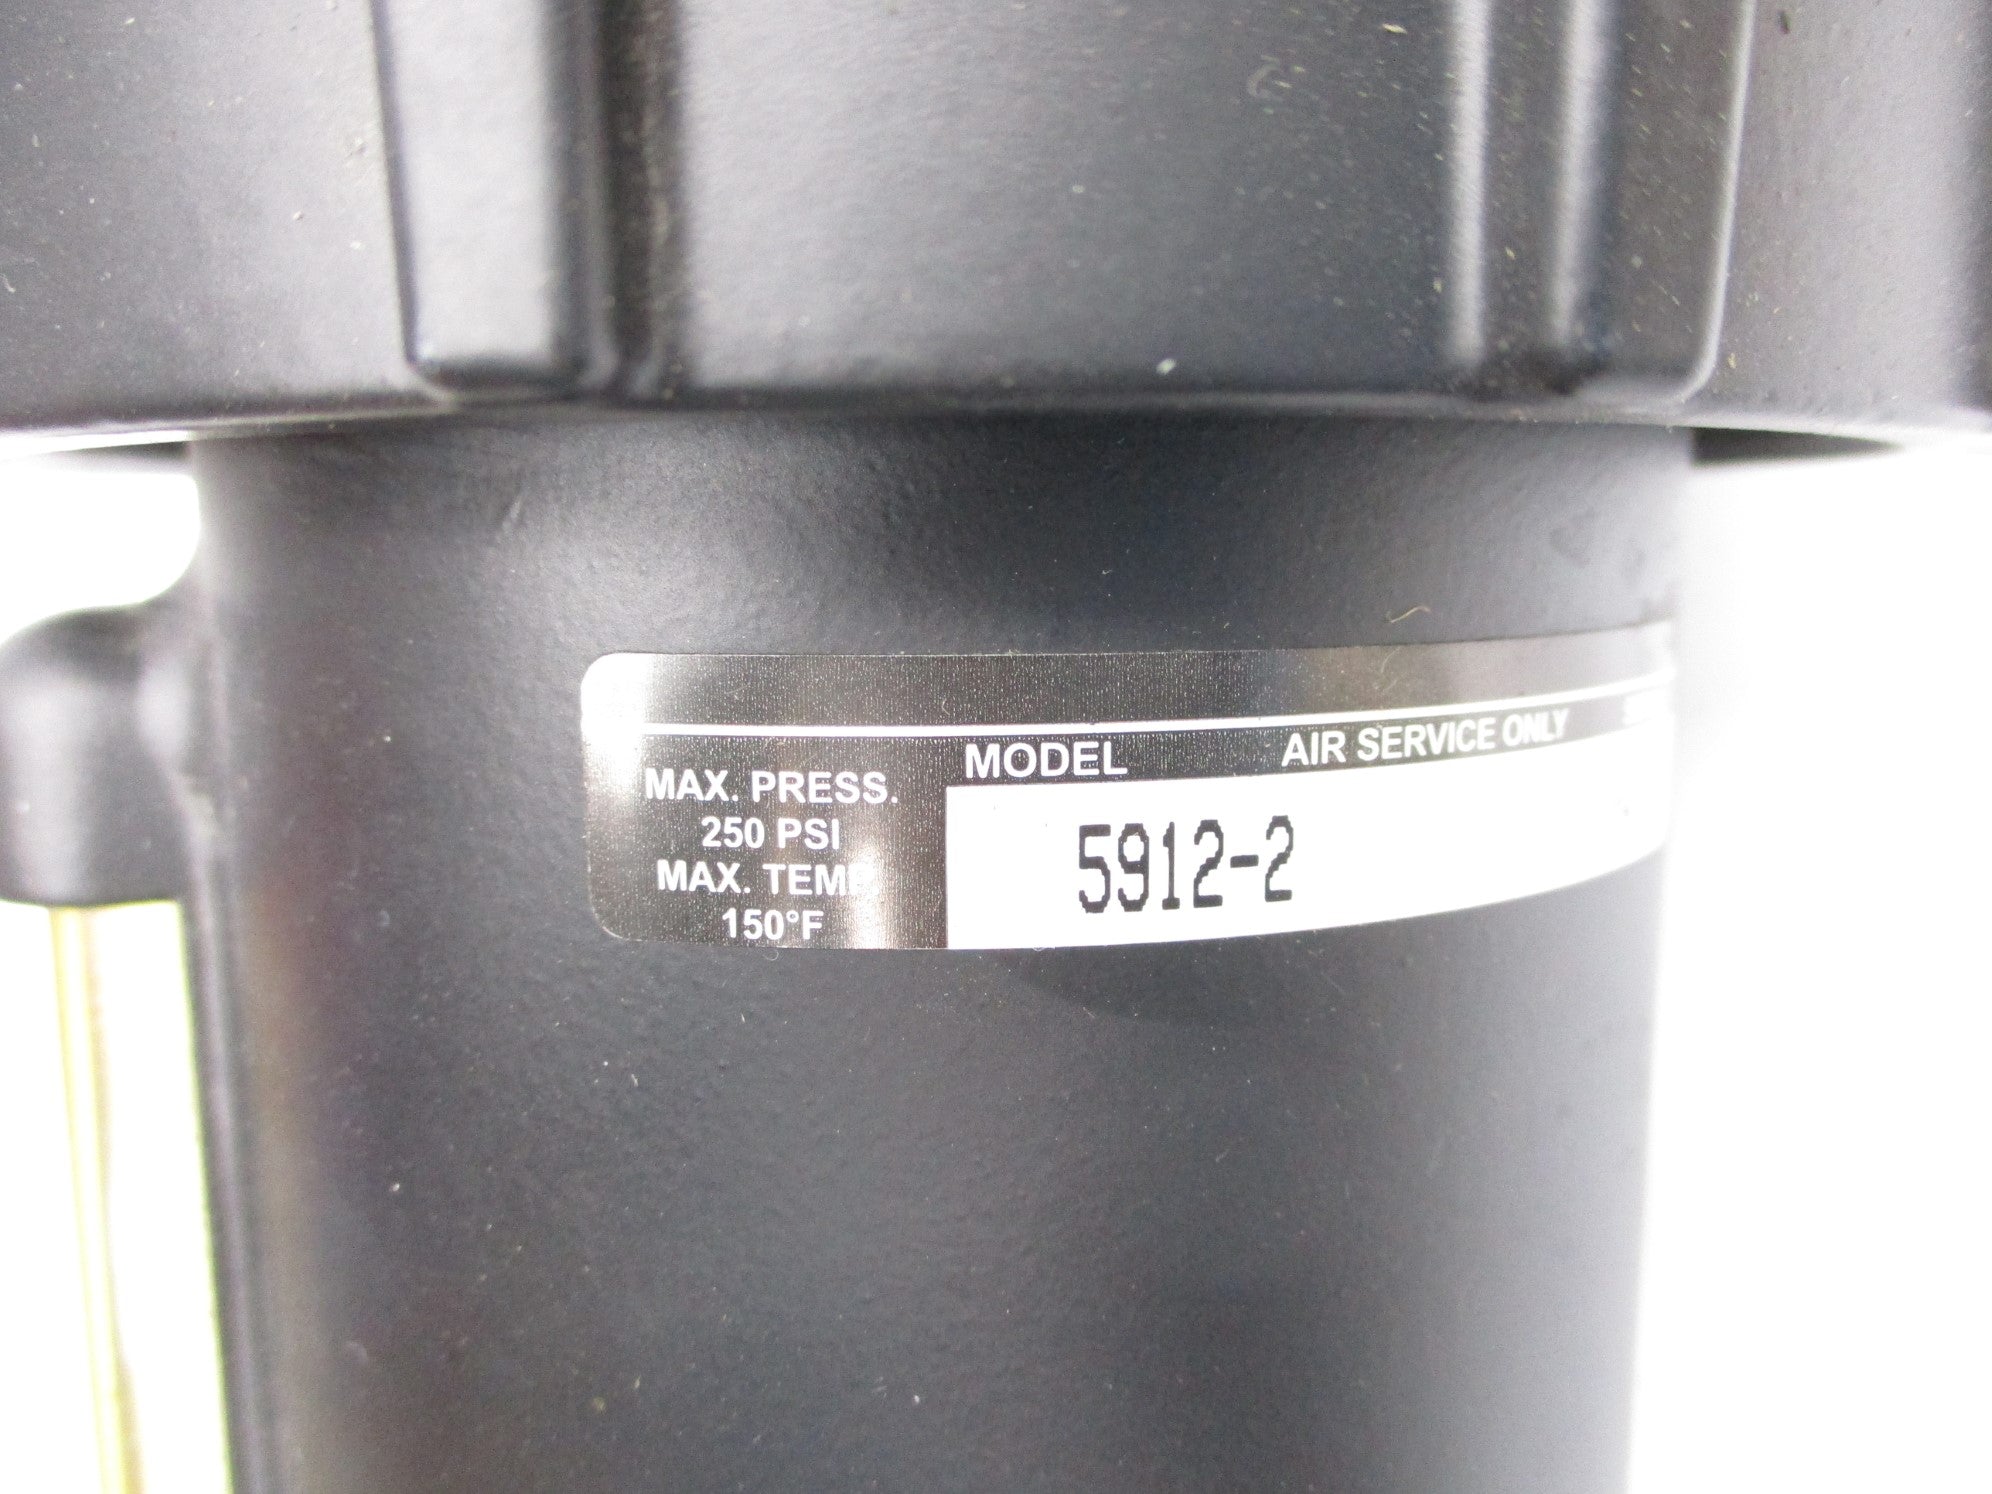 MODEL AIR SERVICE ONLY
MAX. PRESS.
250 PSI
MAX. TEMP.
150°F
5912-2